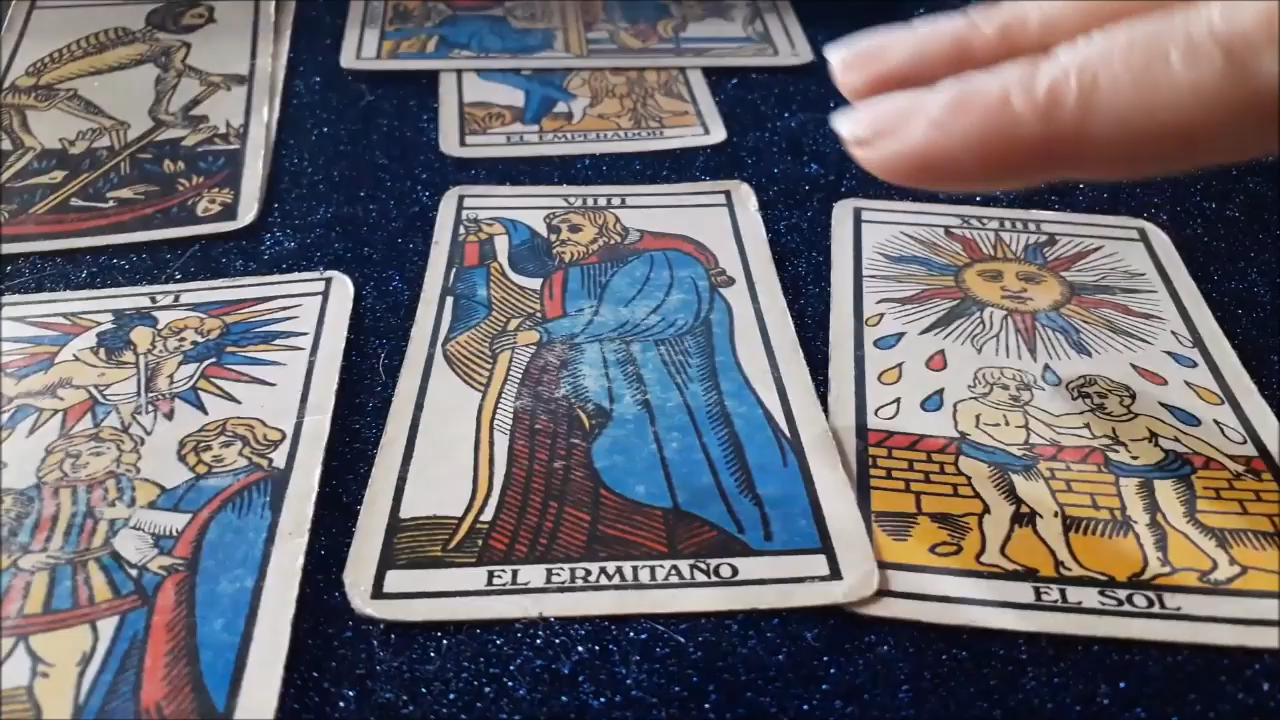 EL EMPERADOR
VIIII
XVIIII
VI
EL ERMITAÑO
EL SOL